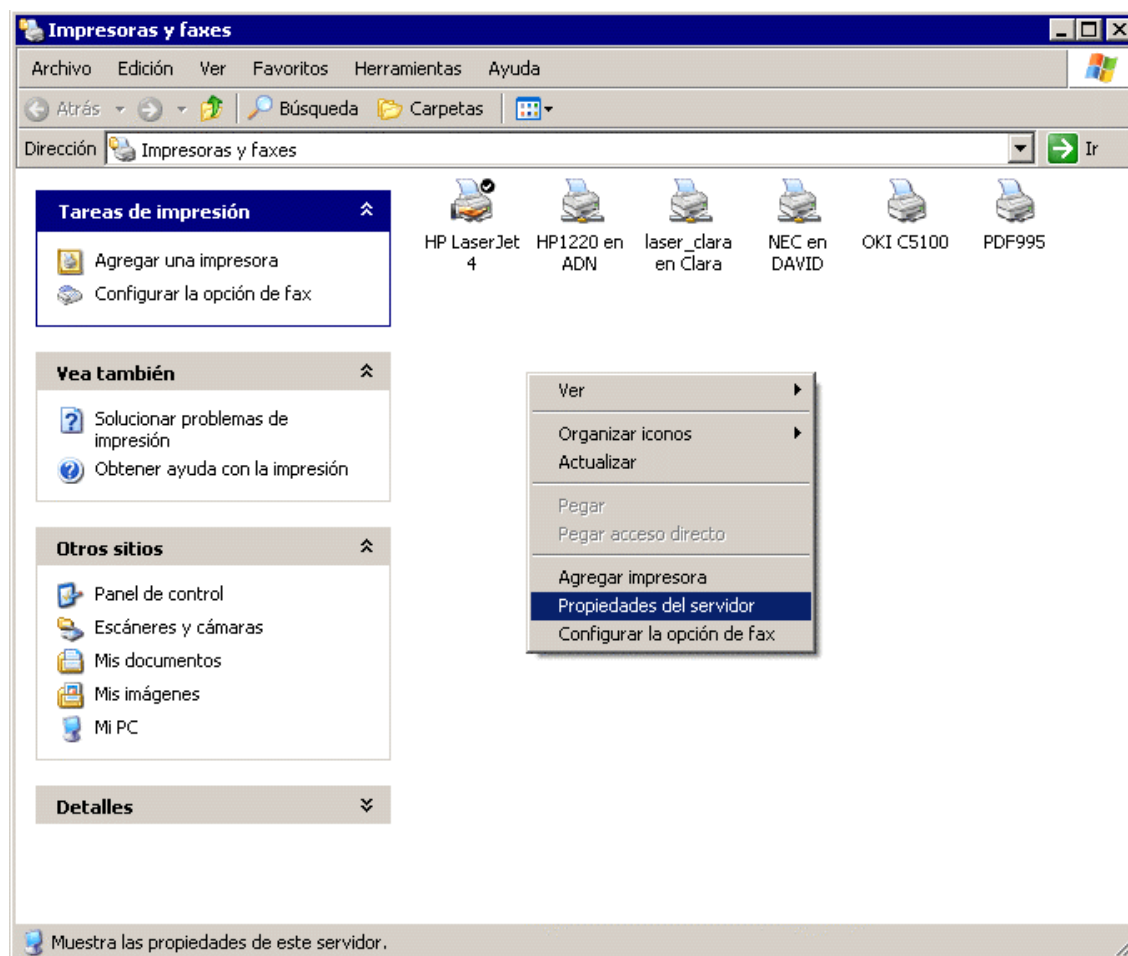 Impresoras y faxes
Archivo Edición Ver Favoritos Herramientas Ayuda
Atrás Búsqueda Carpetas
Dirección Impresoras y faxes Ir
Tareas de impresión
Agregar una impresora
Configurar la opción de fax
Vea también
Solucionar problemas de
impresión
Obtener ayuda con la impresión
Otros sitios
Panel de control
Escáneres y cámaras
Mis documentos
Mis imágenes
Mi PC
Detalles
HP LaserJet
4
HP1220 en
ADN
laser_clara
en Clara
NEC en
DAVID
OKI C5100
PDF995
Ver
Organizar iconos
Actualizar
Pegar
Pegar acceso directo
Agregar impresora
Propiedades del servidor
Configurar la opción de fax
Muestra las propiedades de este servidor.